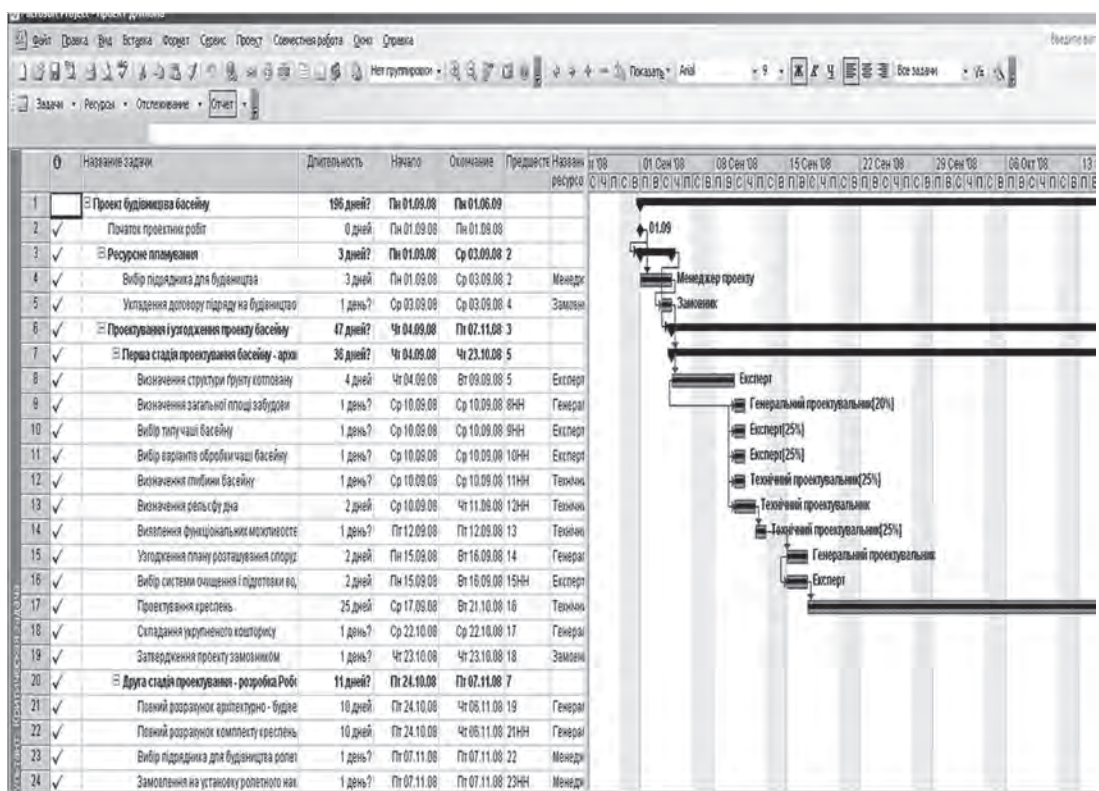 Microsoft Project - Проект диплома
Файл Правка Вид Вставка Формат Сервис Проект Совместная работа Окно Справка
Нет группировки Показать Arial 9 Ж К Ч Все задачи
Задачи Ресурсы Отслеживание Отчет
Название задачи Длительность Начало Окончание Предшеств Названи ресурсо 01 Сен '08 08 Сен '08 15 Сен '08 22 Сен '08 29 Сен '08 06 Окт '08 13
1 Проект будівництва басейну 196 дней? Пн 01.09.08 Пн 01.06.09
2 Початок проектних робіт 0 дней Пн 01.09.08 Пн 01.09.08 01.09
3 Ресурсне планування 3 дней? Пн 01.09.08 Ср 03.09.08 2
4 Вибір підрядника для будівництва 3 дней Пн 01.09.08 Ср 03.09.08 2 Менедж Менеджер проекту
5 Укладення договору підряду на будівництво 1 день? Ср 03.09.08 Ср 03.09.08 4 Замовни Замовник
6 Проектування і узгодження проекту басейну 47 дней? Чт 04.09.08 Пт 07.11.08 3
7 Перша стадія проектування басейну - архі 36 дней? Чт 04.09.08 Чт 23.10.08 5
8 Визначення структури ґрунту котловану 4 дней Чт 04.09.08 Вт 09.09.08 5 Експерт Експерт
9 Визначення загальної площі забудови 1 день? Ср 10.09.08 Ср 10.09.08 8НН Генерал Генеральний проектувальник[20%]
10 Вибір типу чаші басейну 1 день? Ср 10.09.08 Ср 10.09.08 9НН Експерт Експерт[25%]
11 Вибір варіантів обробки чаші басейну 1 день? Ср 10.09.08 Ср 10.09.08 10НН Експерт Експерт[25%]
12 Визначення глибини басейну 1 день? Ср 10.09.08 Ср 10.09.08 11НН Технічн Технічний проектувальник[25%]
13 Визначення рельєфу дна 2 дней Ср 10.09.08 Чт 11.09.08 12НН Технічн Технічний проектувальник
14 Виявлення функціональних можливосте 1 день? Пт 12.09.08 Пт 12.09.08 13 Технічн Технічний проектувальник[25%]
15 Узгодження плану розташування споруд 2 дней Пн 15.09.08 Вт 16.09.08 14 Генерал Генеральний проектувальник
16 Вибір системи очищення і підготовки во, 2 дней Пн 15.09.08 Вт 16.09.08 15НН Експерт Експерт
17 Проектування креслень 25 дней Ср 17.09.08 Вт 21.10.08 16 Технічн
18 Складання укрупненого кошторису 1 день? Ср 22.10.08 Ср 22.10.08 17 Генерал
19 Затвердження проекту замовником 1 день? Чт 23.10.08 Чт 23.10.08 18 Замовни
20 Друга стадія проектування - розробка Робо 11 дней? Пт 24.10.08 Пт 07.11.08 7
21 Повний розрахунок архітектурно - будіве 10 дней Пт 24.10.08 Чт 06.11.08 19 Генерал
22 Повний розрахунок комплекту креслень 10 дней Пт 24.10.08 Чт 06.11.08 21НН Генерал
23 Вибір підрядника для будівництва ролет 1 день? Пт 07.11.08 Пт 07.11.08 22 Менедж
24 Замовлення на установку ролетного нак 1 день? Пт 07.11.08 Пт 07.11.08 23НН Менедж